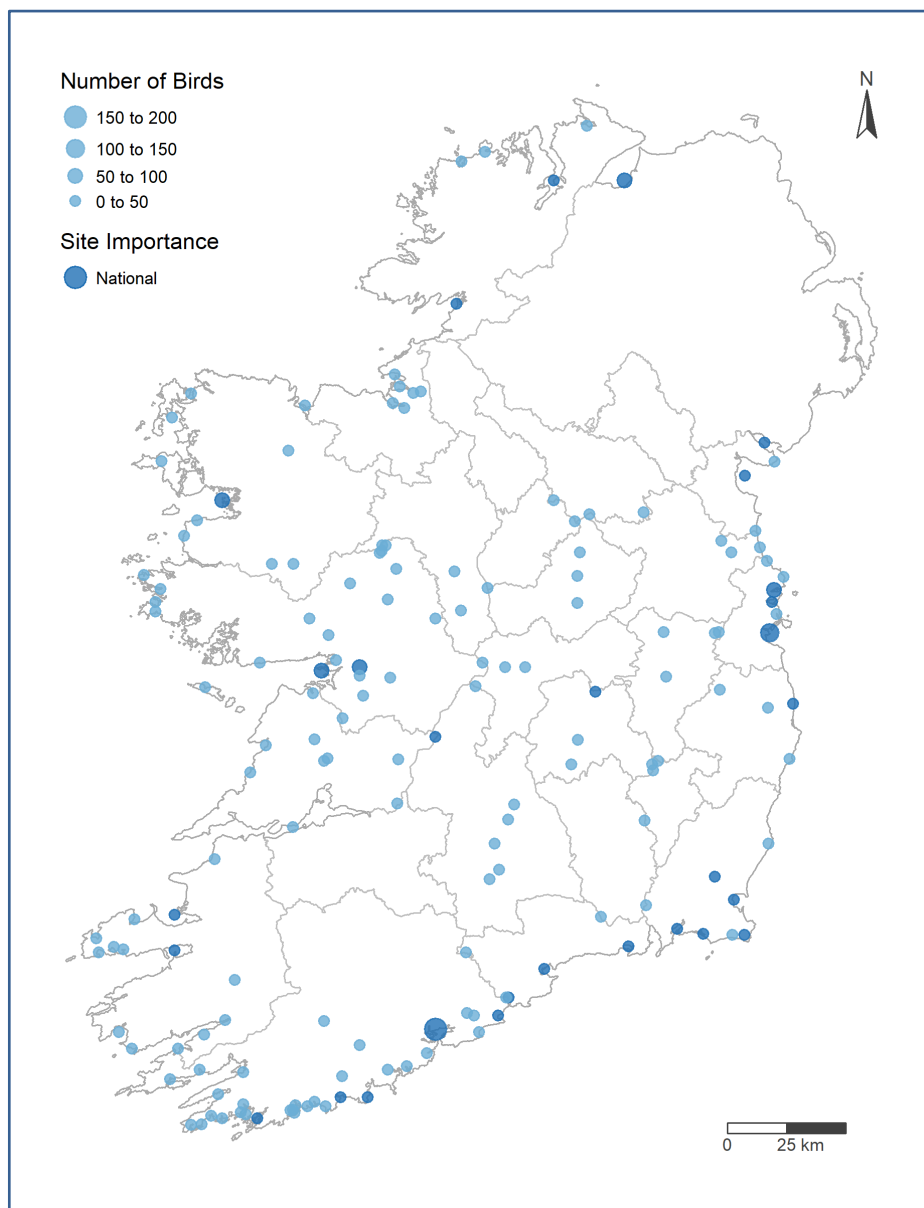 Number of Birds
150 to 200
100 to 150
50 to 100
0 to 50
Site Importance
National
N
0 25 km